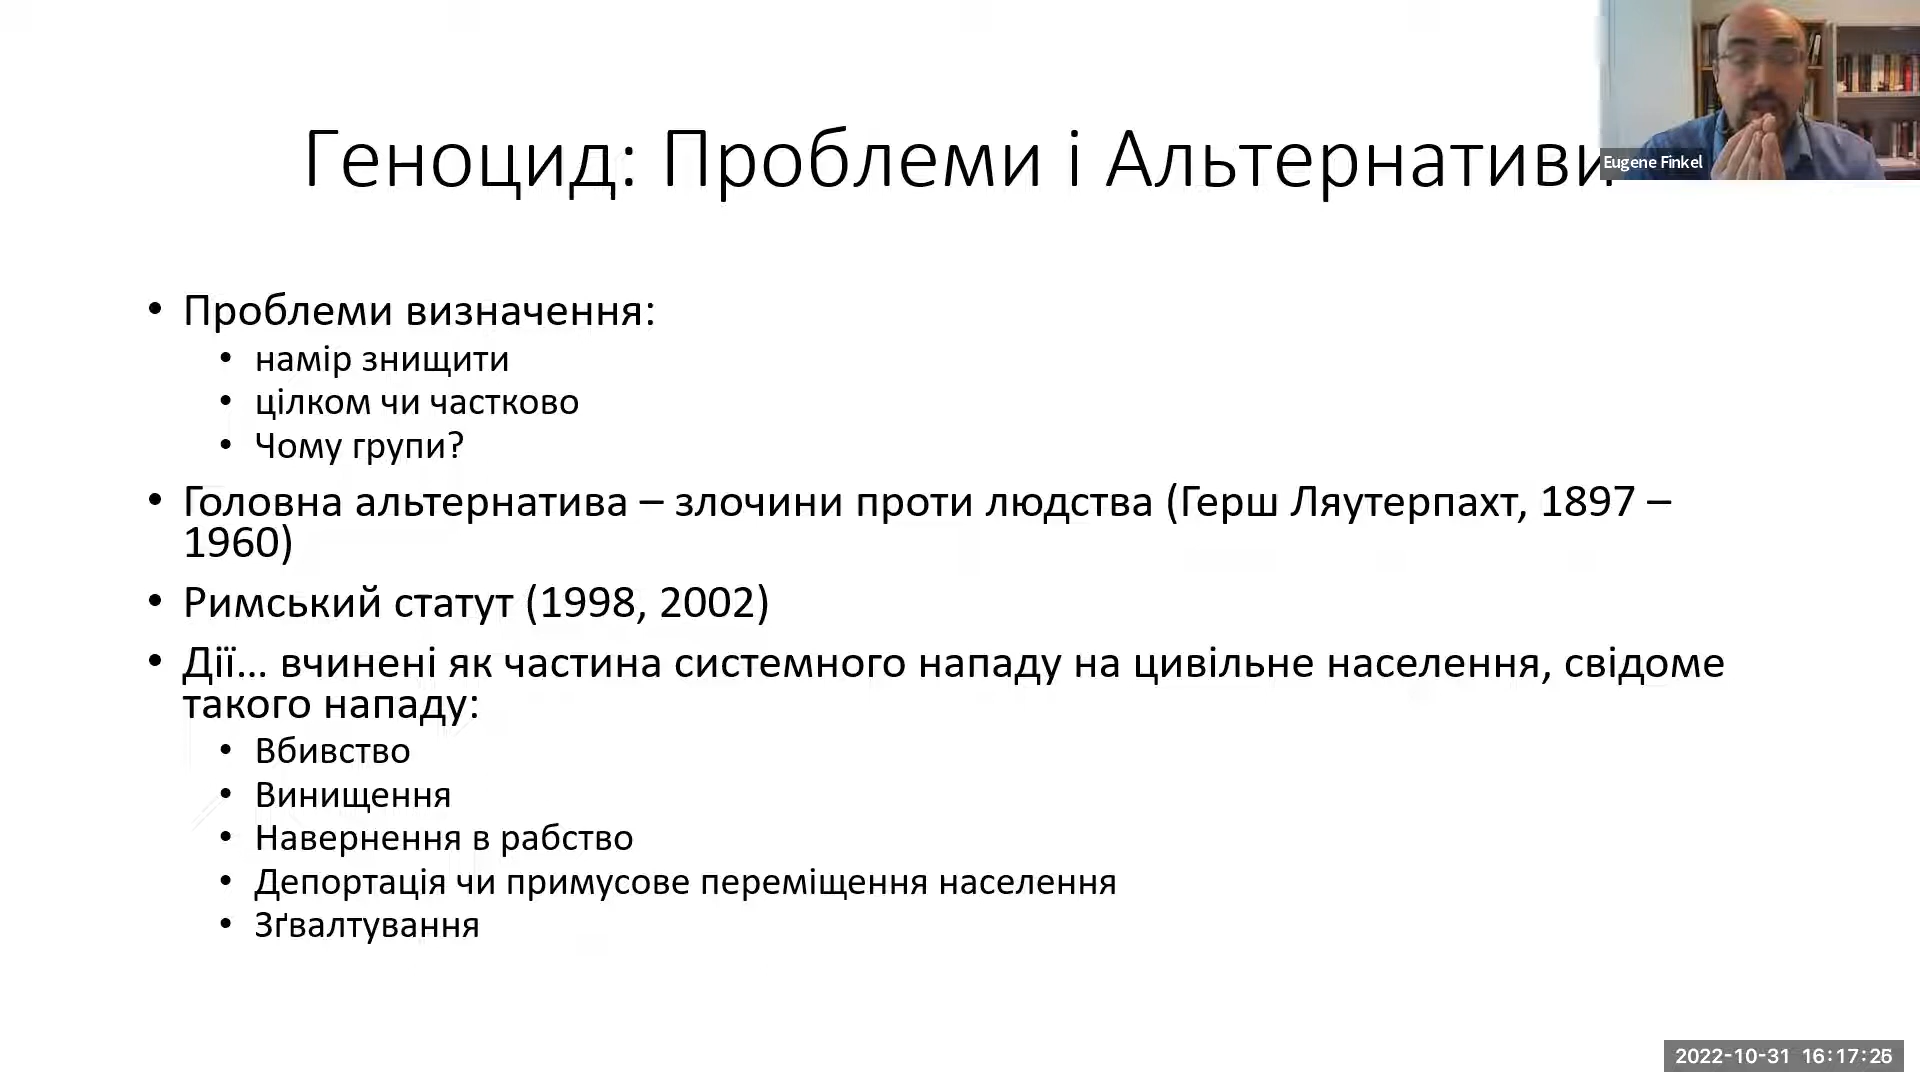 Геноцид: Проблеми і Альтернативи
Eugene Finkel
• Проблеми визначення:
• намір знищити
• цілком чи частково
• Чому групи?
• Головна альтернатива – злочини проти людства (Герш Ляутерпахт, 1897 –
1960)
• Римський статут (1998, 2002)
• Дії... вчинені як частина системного нападу на цивільне населення, свідоме
такого нападу:
• Вбивство
• Винищення
• Навернення в рабство
• Депортація чи примусове переміщення населення
• Зґвалтування
2022-10-31 16:17:26